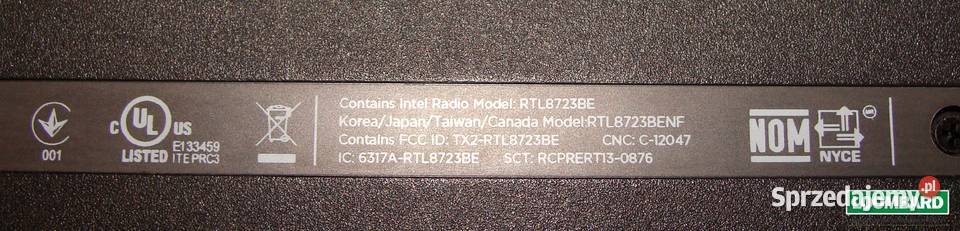 001
c UL US
LISTED
E133459
ITE PRC3
Contains Intel Radio Model: RTL8723BE
Korea/Japan/Taiwan/Canada Model:RTL8723BENF
Contains FCC ID: TX2-RTL8723BE CNC: C-12047
IC: 6317A-RTL8723BE SCT: RCPRERT13-0876
NOM
NYCE
Sprzedajemy.pl
LOOMBARD